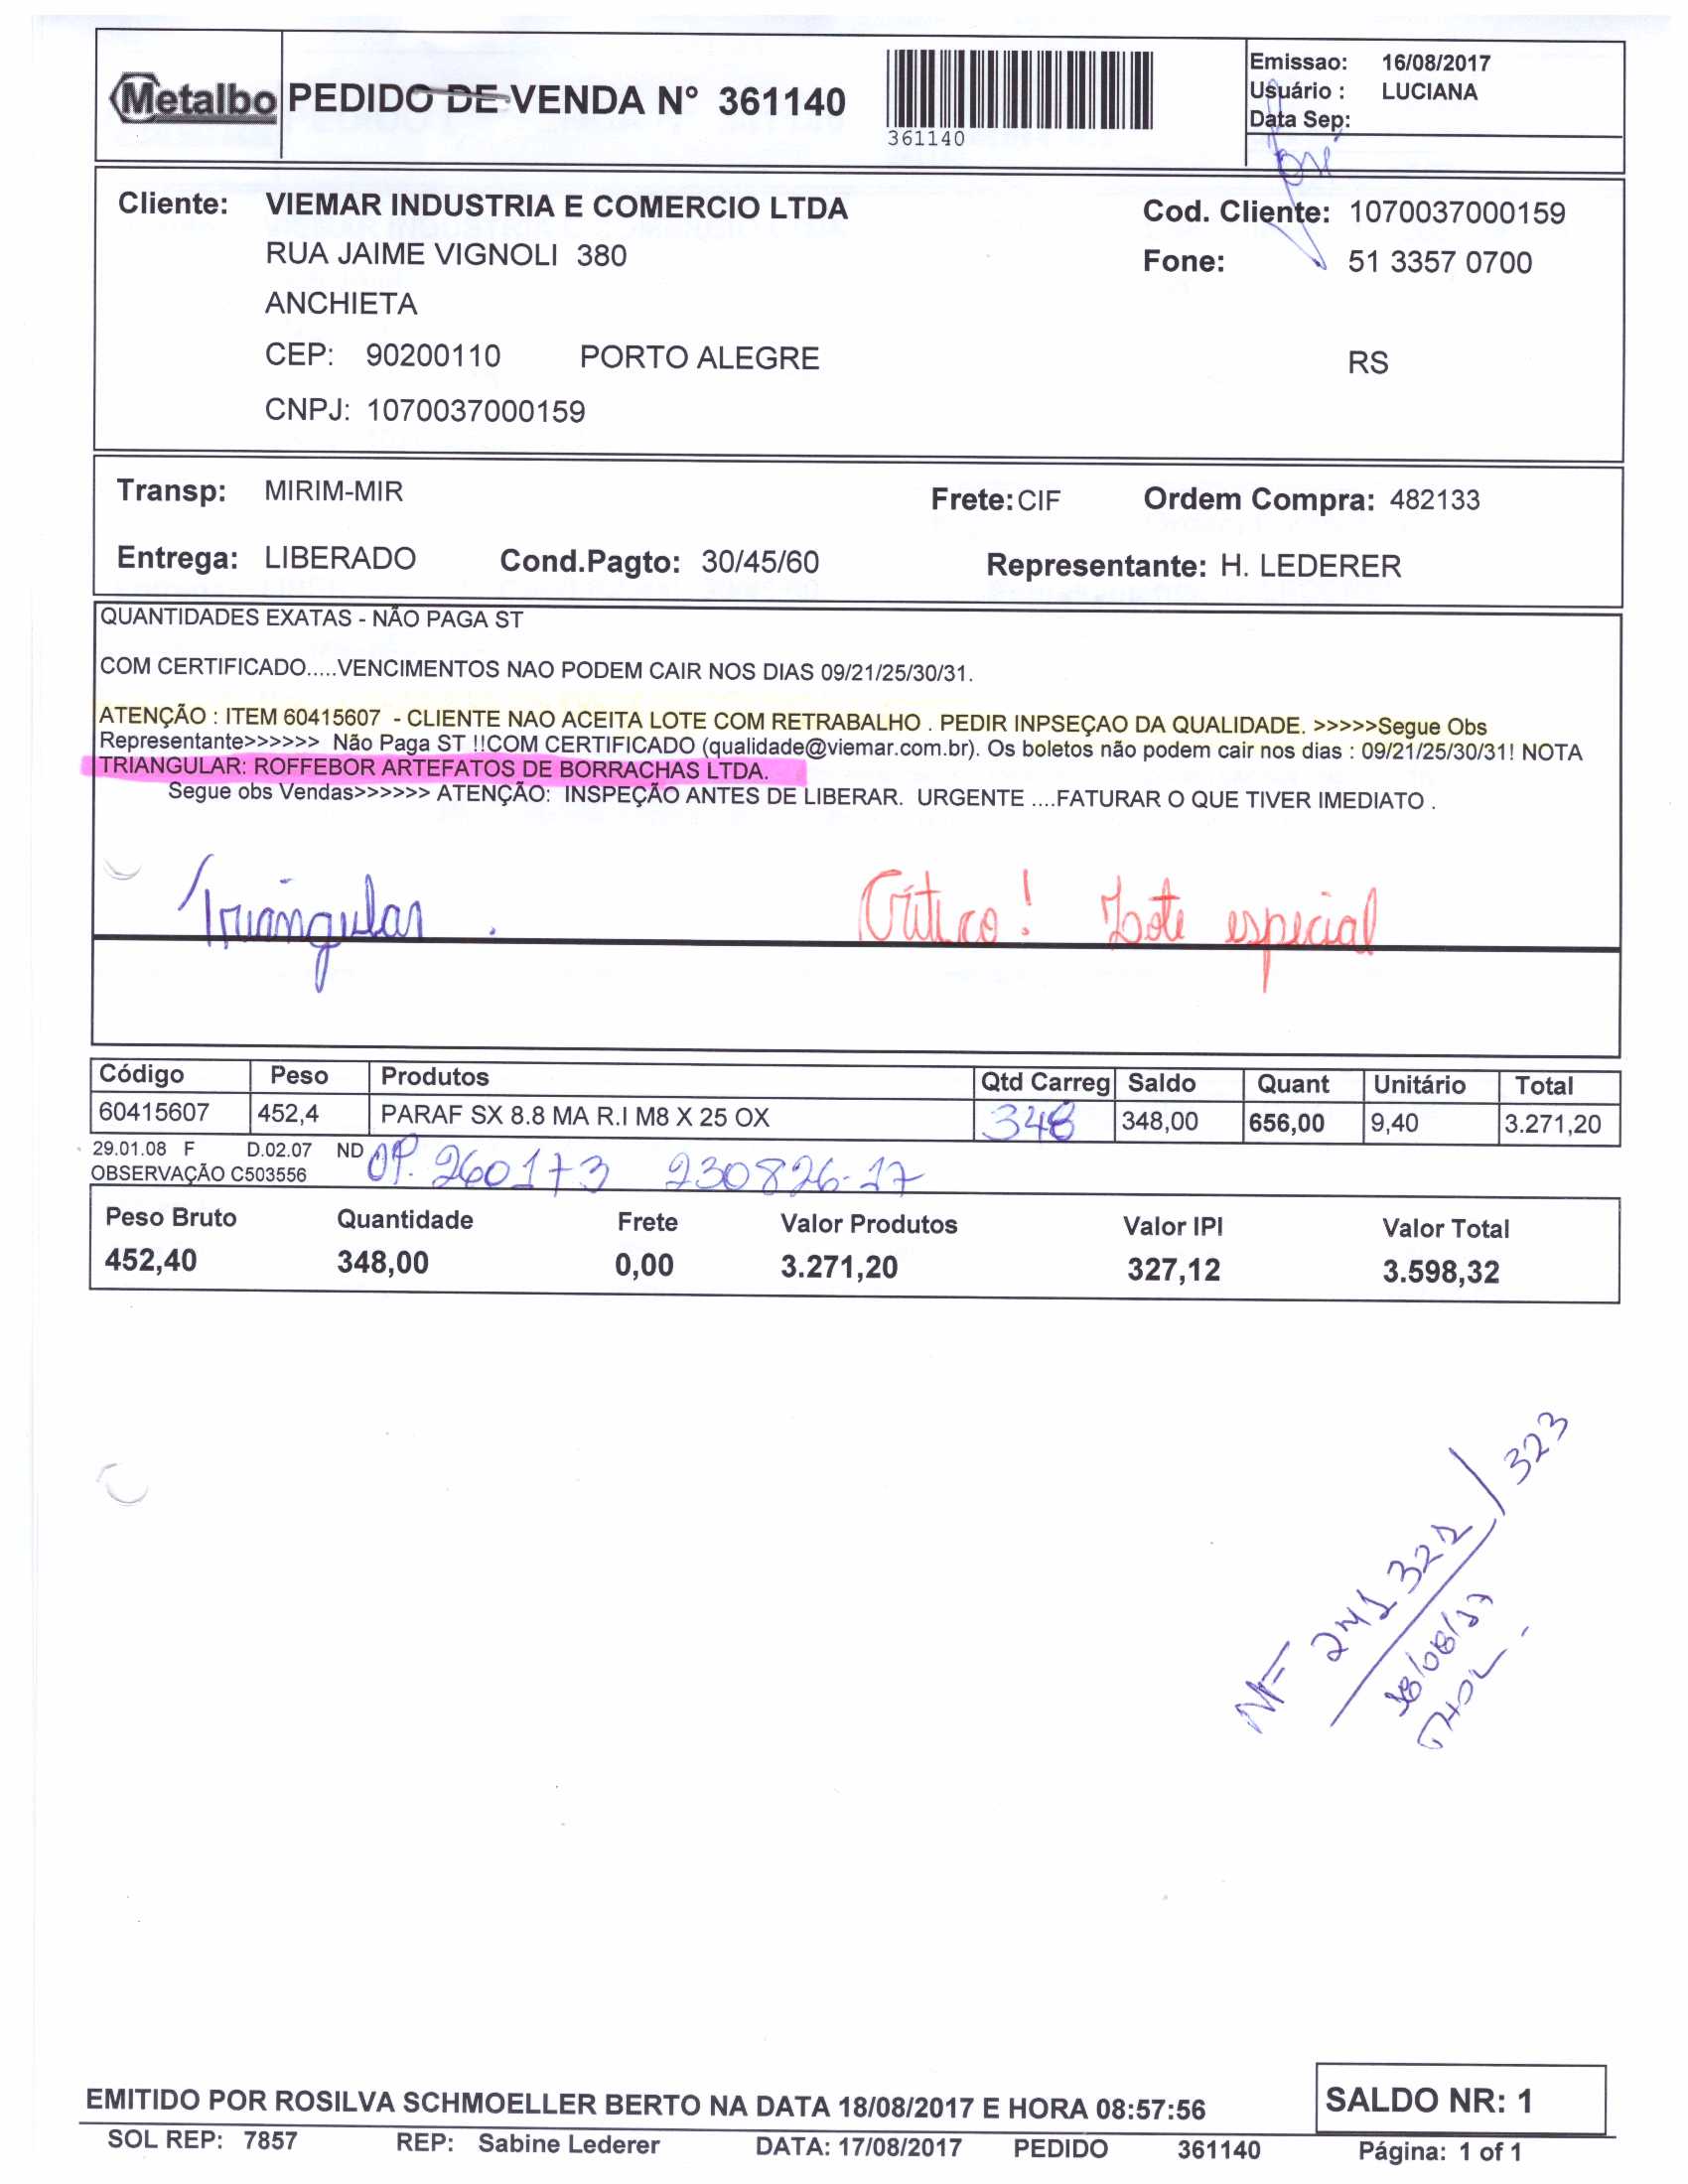 Metalbo PEDIDO DE VENDA N° 361140
361140
Emissao: 16/08/2017
Usuário : LUCIANA
Data Sep:
José
Cliente: VIEMAR INDUSTRIA E COMERCIO LTDA Cod. Cliente: 1070037000159
RUA JAIME VIGNOLI 380 Fone: 51 3357 0700
ANCHIETA
CEP: 90200110 PORTO ALEGRE RS
CNPJ: 1070037000159
Transp: MIRIM-MIR Frete: CIF Ordem Compra: 482133
Entrega: LIBERADO Cond.Pagto: 30/45/60 Representante: H. LEDERER
QUANTIDADES EXATAS - NÃO PAGA ST
COM CERTIFICADO.....VENCIMENTOS NAO PODEM CAIR NOS DIAS 09/21/25/30/31.
ATENÇÃO : ITEM 60415607 - CLIENTE NAO ACEITA LOTE COM RETRABALHO . PEDIR INPSEÇAO DA QUALIDADE. >>>>>Segue Obs
Representante>>>>>> Não Paga ST !!COM CERTIFICADO (qualidade@viemar.com.br). Os boletos não podem cair nos dias : 09/21/25/30/31! NOTA
TRIANGULAR: ROFFEBOR ARTEFATOS DE BORRACHAS LTDA.
Segue obs Vendas>>>>>> ATENÇÃO: INSPEÇÃO ANTES DE LIBERAR. URGENTE ....FATURAR O QUE TIVER IMEDIATO .
Triangular . Crítico! Lote especial
Código Peso Produtos Qtd Carreg Saldo Quant Unitário Total
60415607 452,4 PARAF SX 8.8 MA R.I M8 X 25 OX 348 348,00 656,00 9,40 3.271,20
29.01.08 F D.02.07 ND OP. 260173 230826-17
OBSERVAÇÃO C503556
Peso Bruto Quantidade Frete Valor Produtos Valor IPI Valor Total
452,40 348,00 0,00 3.271,20 327,12 3.598,32
NF 241322/323
18/08/17
EMITIDO POR ROSILVA SCHMOELLER BERTO NA DATA 18/08/2017 E HORA 08:57:56 SALDO NR: 1
SOL REP: 7857 REP: Sabine Lederer DATA: 17/08/2017 PEDIDO 361140 Página: 1 of 1